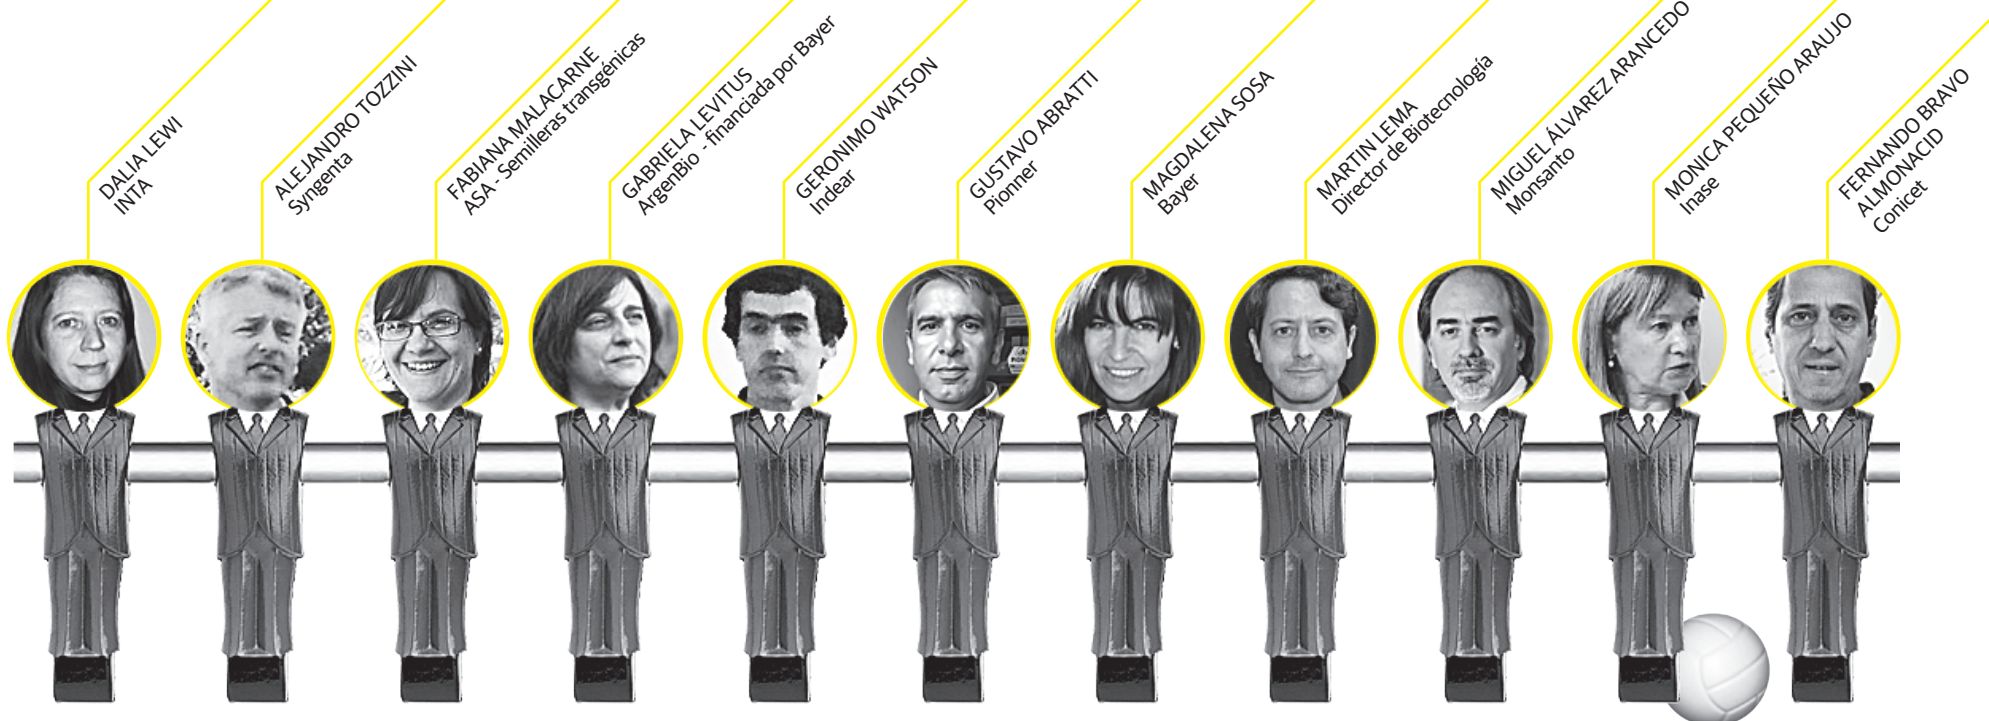 DALIA LEWI
INTA
ALEJANDRO TOZZINI
Syngenta
FABIANA MALACARNE
ASA - Semilleras transgénicas
GABRIELA LEVITUS
ArgenBio - financiada por Bayer
GERONIMO WATSON
Indear
GUSTAVO ABRATTI
Pionner
MAGDALENA SOSA
Bayer
MARTIN LEMA
Director de Biotecnología
MIGUEL ÁLVAREZ ARANCEDO
Monsanto
MONICA PEQUEÑO ARAUJO
Inase
FERNANDO BRAVO
ALMONACID
Conicet